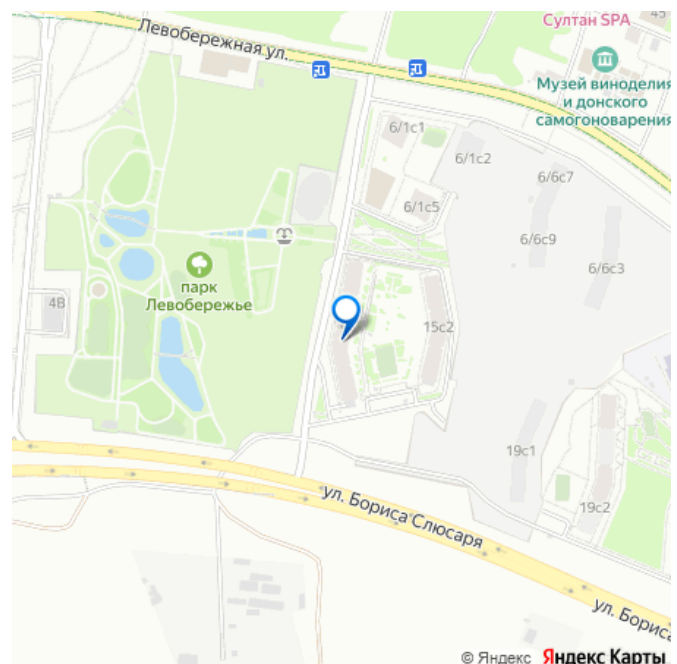 Султан SPA
45
Левобережная ул.
Музей виноделия
и донского
самогоноварения
6/1с1
6/1с2
6/6с7
6/1с5
6/6с9
6/6с3
парк
Левобережье
4В
15с2
19с1
19с2
ул. Бориса Слюсаря
ул. Бориса
© Яндекс Яндекс Карты